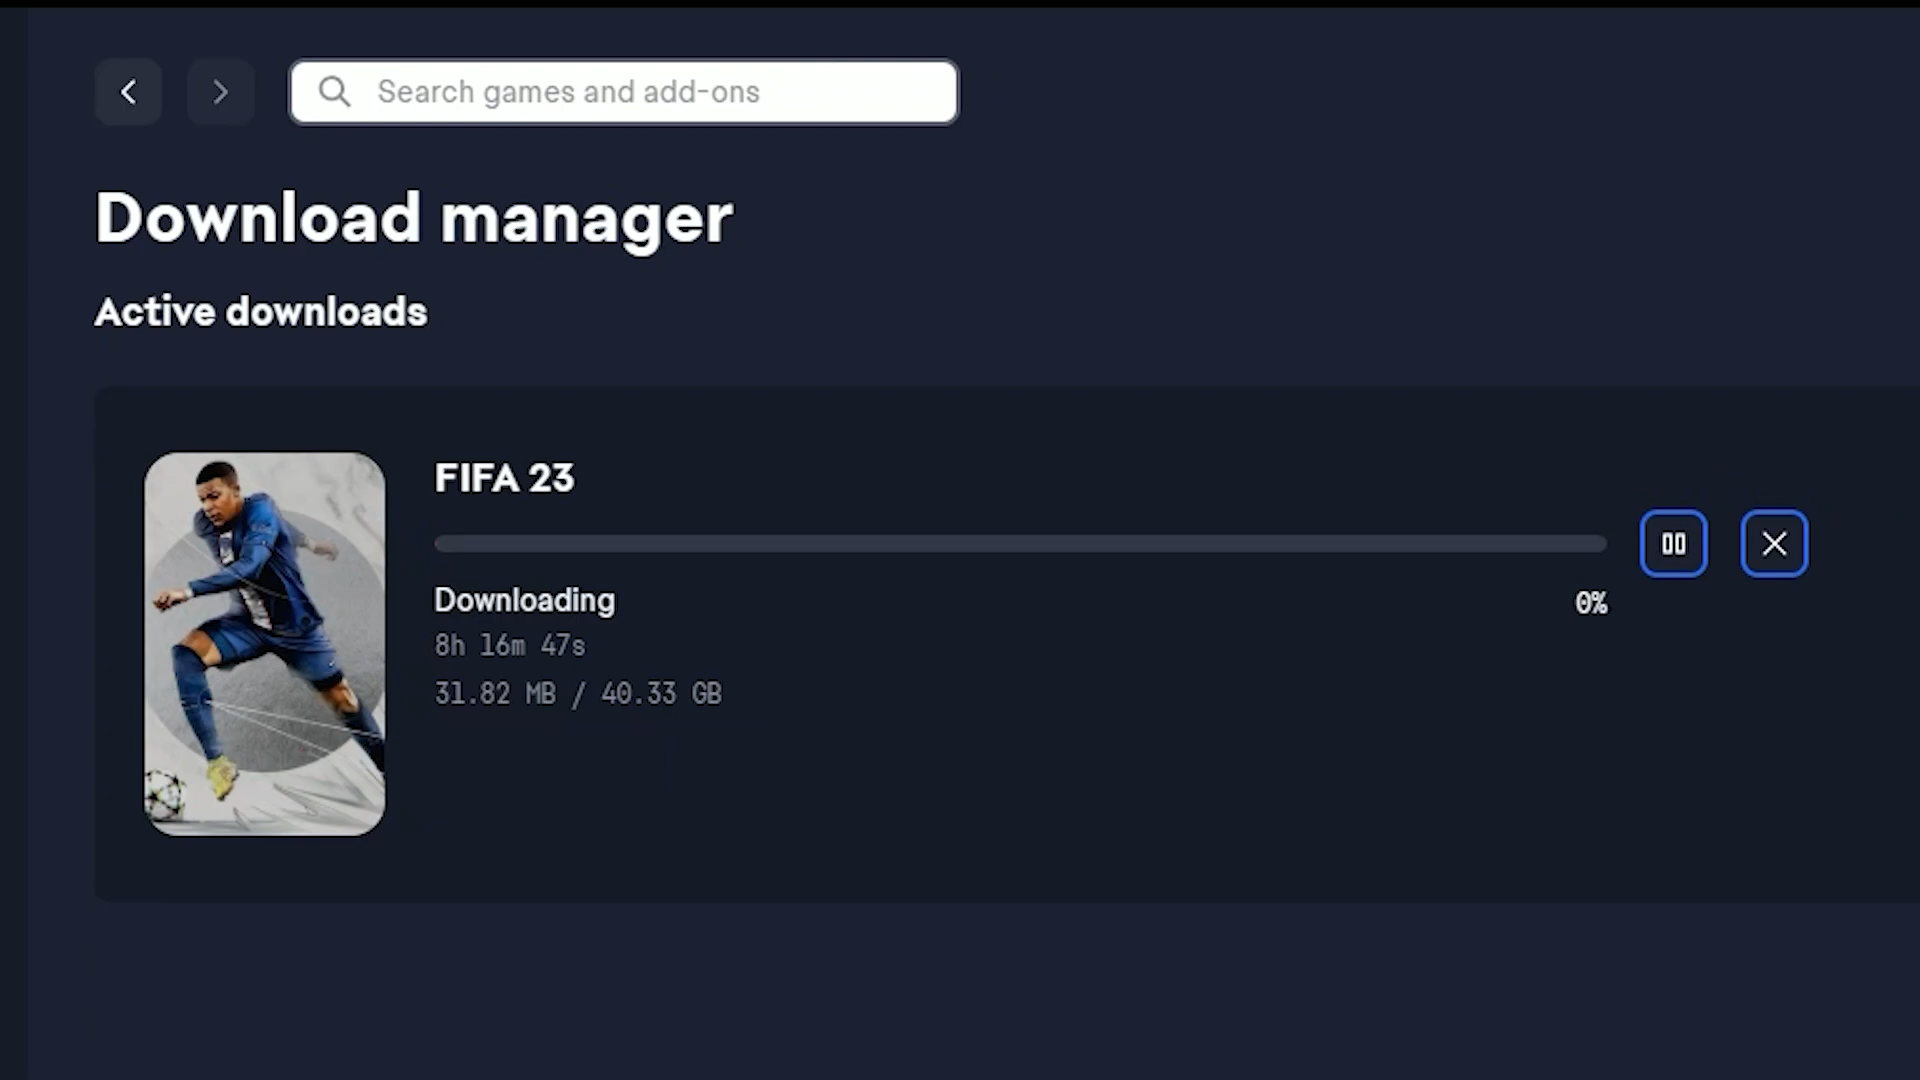 Search games and add-ons
Download manager
Active downloads
FIFA 23
Downloading
0%
8h 16m 47s
31.82 MB / 40.33 GB